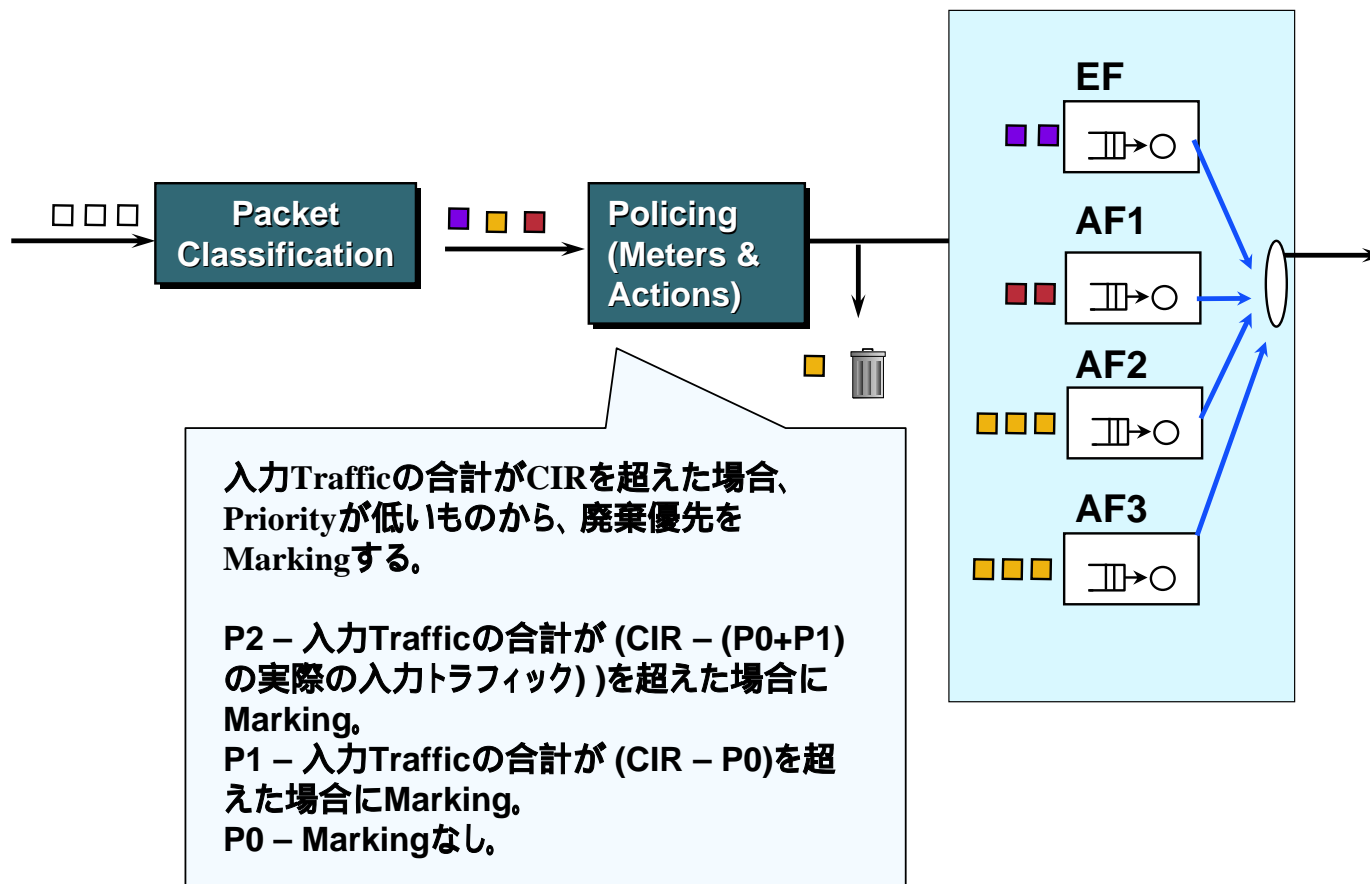 Packet
Classification
Policing
(Meters &
Actions)
EF
AF1
AF2
AF3
入力Trafficの合計がCIRを超えた場合、
Priorityが低いものから、廃棄優先を
Markingする。
P2 – 入力Trafficの合計が (CIR – (P0+P1)
の実際の入力トラフィック) )を超えた場合に
Marking。
P1 – 入力Trafficの合計が (CIR – P0)を超
えた場合にMarking。
P0 – Markingなし。